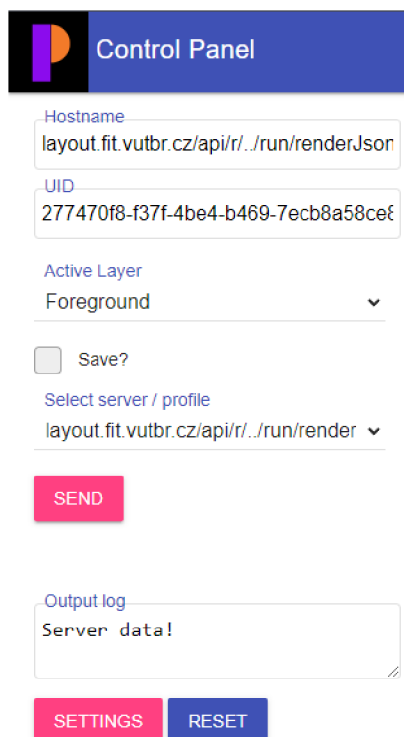 Control Panel
Hostname
layout.fit.vutbr.cz/api/r/../run/renderJson
UID
277470f8-f37f-4be4-b469-7ecb8a58ce8
Active Layer
Foreground
Save?
Select server / profile
layout.fit.vutbr.cz/api/r/../run/render
SEND
Output log
Server data!
SETTINGS RESET